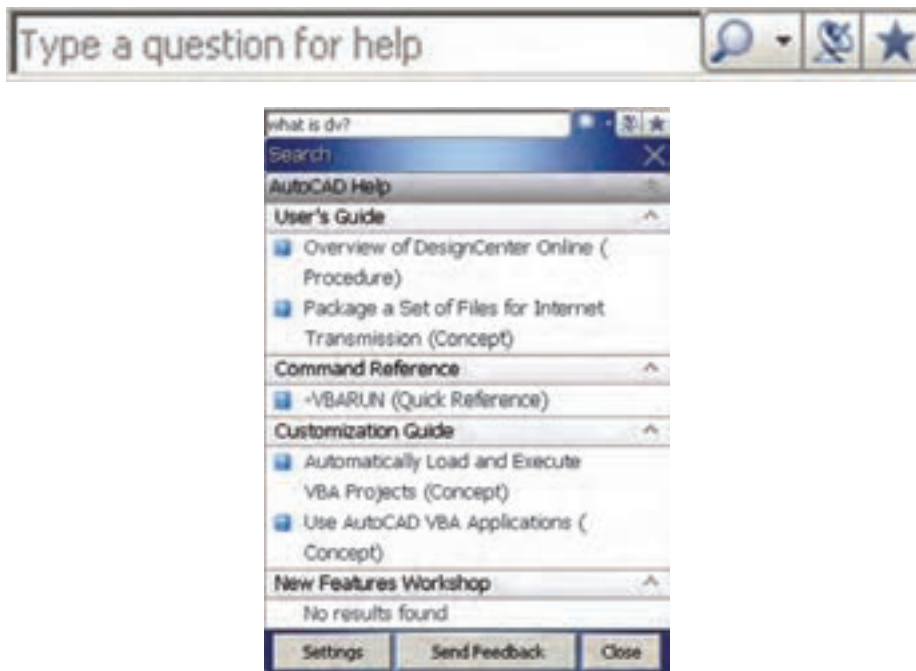 Type a question for help
what is dv?
Search
AutoCAD Help
User's Guide
Overview of DesignCenter Online (
Procedure)
Package a Set of Files for Internet
Transmission (Concept)
Command Reference
-VBARUN (Quick Reference)
Customization Guide
Automatically Load and Execute
VBA Projects (Concept)
Use AutoCAD VBA Applications (
Concept)
New Features Workshop
No results found
Settings Send Feedback Close